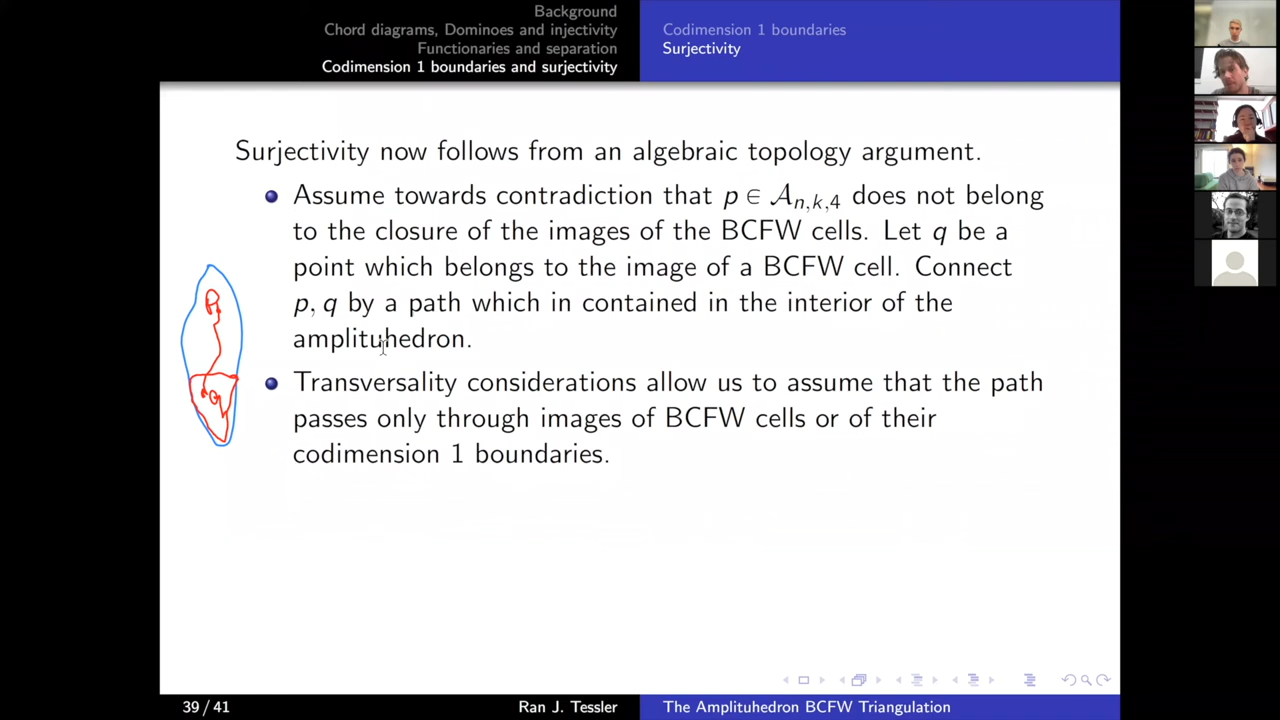 Background
Chord diagrams, Dominoes and injectivity
Functionaries and separation
Codimension 1 boundaries and surjectivity
Codimension 1 boundaries
Surjectivity
Surjectivity now follows from an algebraic topology argument.
Assume towards contradiction that p ∈ 𝒜n,k,4 does not belong
to the closure of the images of the BCFW cells. Let q be a
point which belongs to the image of a BCFW cell. Connect
p, q by a path which in contained in the interior of the
amplituhedron.
Transversality considerations allow us to assume that the path
passes only through images of BCFW cells or of their
codimension 1 boundaries.
P
q
39 / 41
Ran J. Tessler
The Amplituhedron BCFW Triangulation